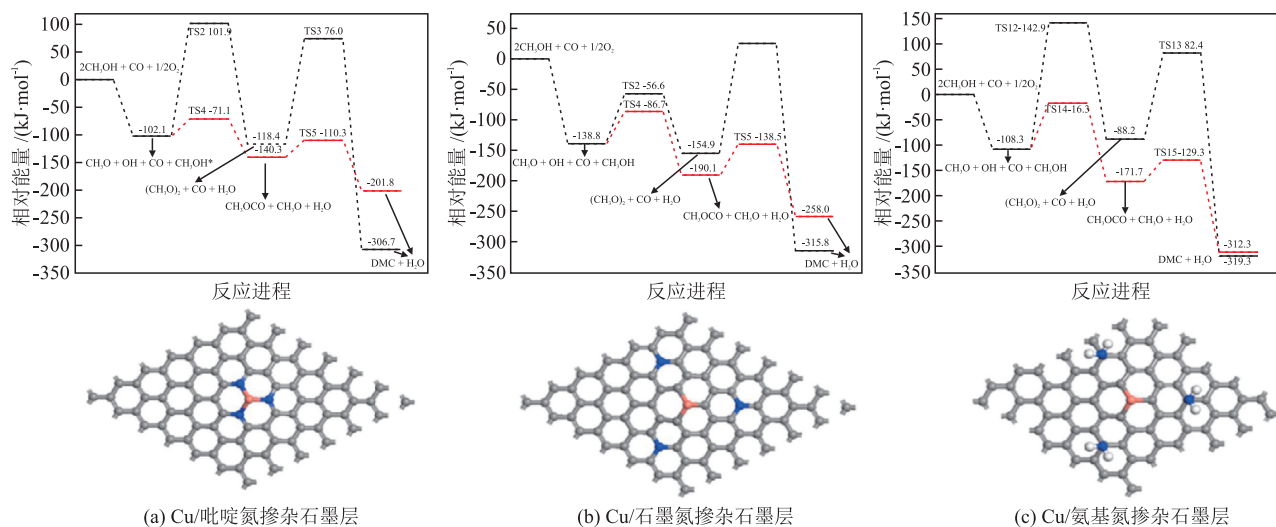 相对能量 /(kJ·mol⁻¹)
100
50
0
-50
-100
-150
-200
-250
-300
-350
2CH₃OH + CO + 1/2O₂
TS2 101.9
TS3 76.0
TS4 -71.1
-102.1
CH₃O + OH + CO + CH₃OH*
-118.4
-140.3
TS5 -110.3
(CH₃O)₂ + CO + H₂O
CH₃OCO + CH₃O + H₂O
-201.8
-306.7
DMC + H₂O
反应进程
相对能量 /(kJ·mol⁻¹)
50
0
-50
-100
-150
-200
-250
-300
-350
2CH₃OH + CO + 1/2O₂
TS2 -56.6
TS4 -86.7
-138.8
CH₃O + OH + CO + CH₃OH
-154.9
TS5 -138.5
-190.1
(CH₃O)₂ + CO + H₂O
CH₃OCO + CH₃O + H₂O
-258.0
-315.8
DMC + H₂O
反应进程
相对能量 /(kJ·mol⁻¹)
150
100
50
0
-50
-100
-150
-200
-250
-300
-350
TS12-142.9
TS13 82.4
2CH₃OH + CO + 1/2O₂
TS14-16.3
-108.3
-88.2
CH₃O + OH + CO + CH₃OH
TS15-129.3
(CH₃O)₂ + CO + H₂O
-171.7
CH₃OCO + CH₃O + H₂O
-312.3
DMC + H₂O
-319.3
反应进程
(a) Cu/吡啶氮掺杂石墨层
(b) Cu/石墨氮掺杂石墨层
(c) Cu/氨基氮掺杂石墨层